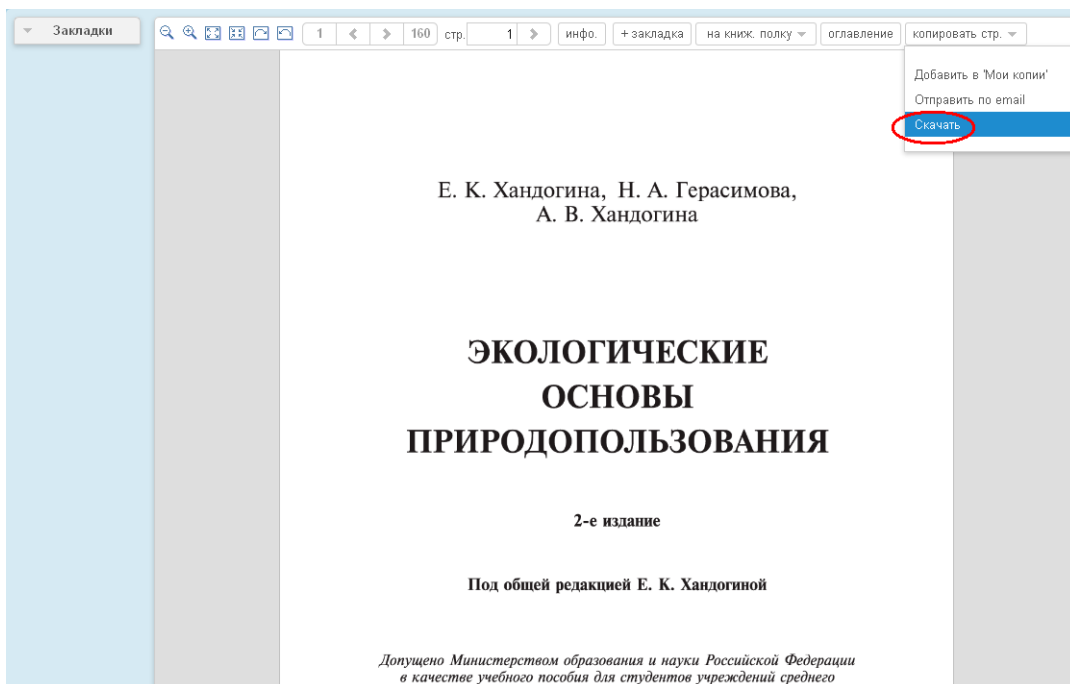 Закладки
1 160 стр. 1 инфо. + закладка на книж. полку оглавление копировать стр.
Добавить в 'Мои копии'
Отправить по email
Скачать
Е. К. Хандогина, Н. А. Герасимова,
А. В. Хандогина
ЭКОЛОГИЧЕСКИЕ
ОСНОВЫ
ПРИРОДОПОЛЬЗОВАНИЯ
2-е издание
Под общей редакцией Е. К. Хандогиной
Допущено Министерством образования и науки Российской Федерации
в качестве учебного пособия для студентов учреждений среднего